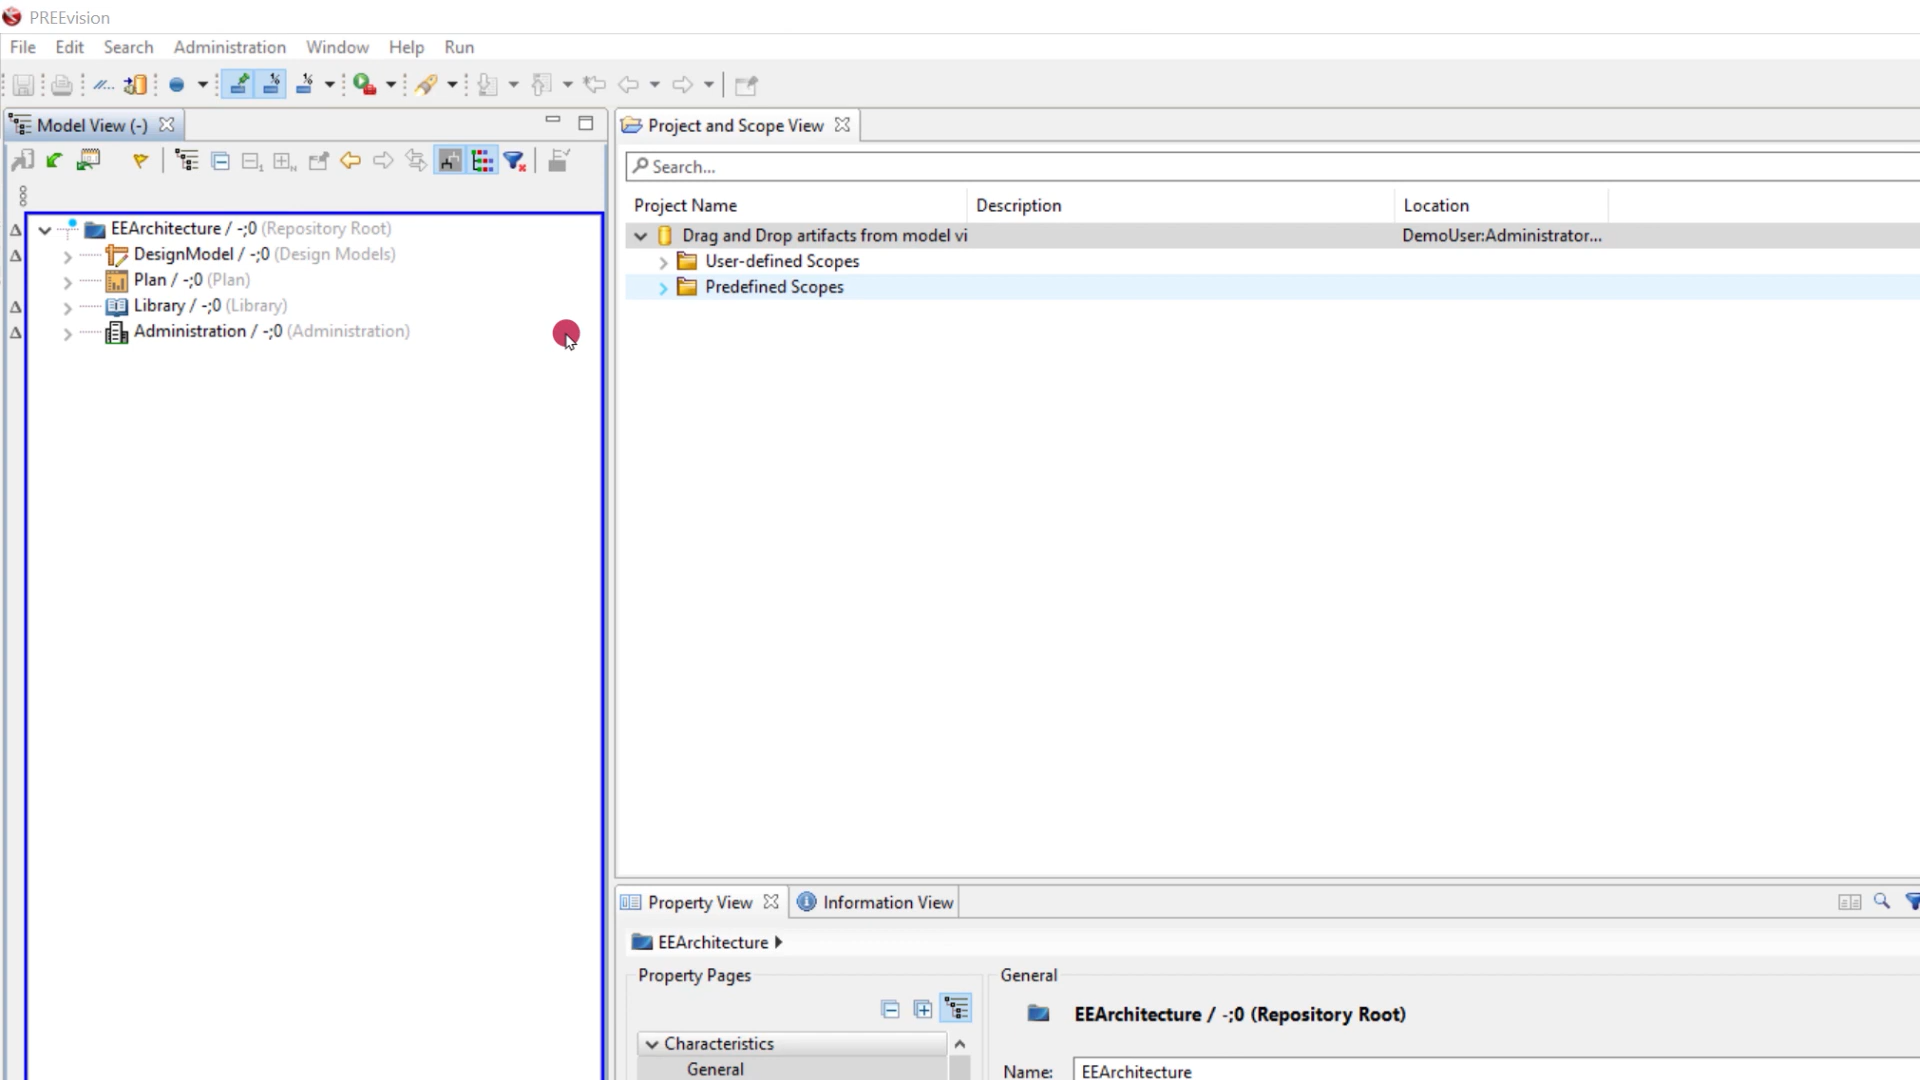 PREEvision
File Edit Search Administration Window Help Run
Model View (-)
EEArchitecture / -;0 (Repository Root)
DesignModel / -;0 (Design Models)
Plan / -;0 (Plan)
Library / -;0 (Library)
Administration / -;0 (Administration)
Project and Scope View
Search...
Project Name Description Location
Drag and Drop artifacts from model vi DemoUser:Administrator...
User-defined Scopes
Predefined Scopes
Property View Information View
EEArchitecture
Property Pages
Characteristics
General
General
EEArchitecture / -;0 (Repository Root)
Name: EEArchitecture